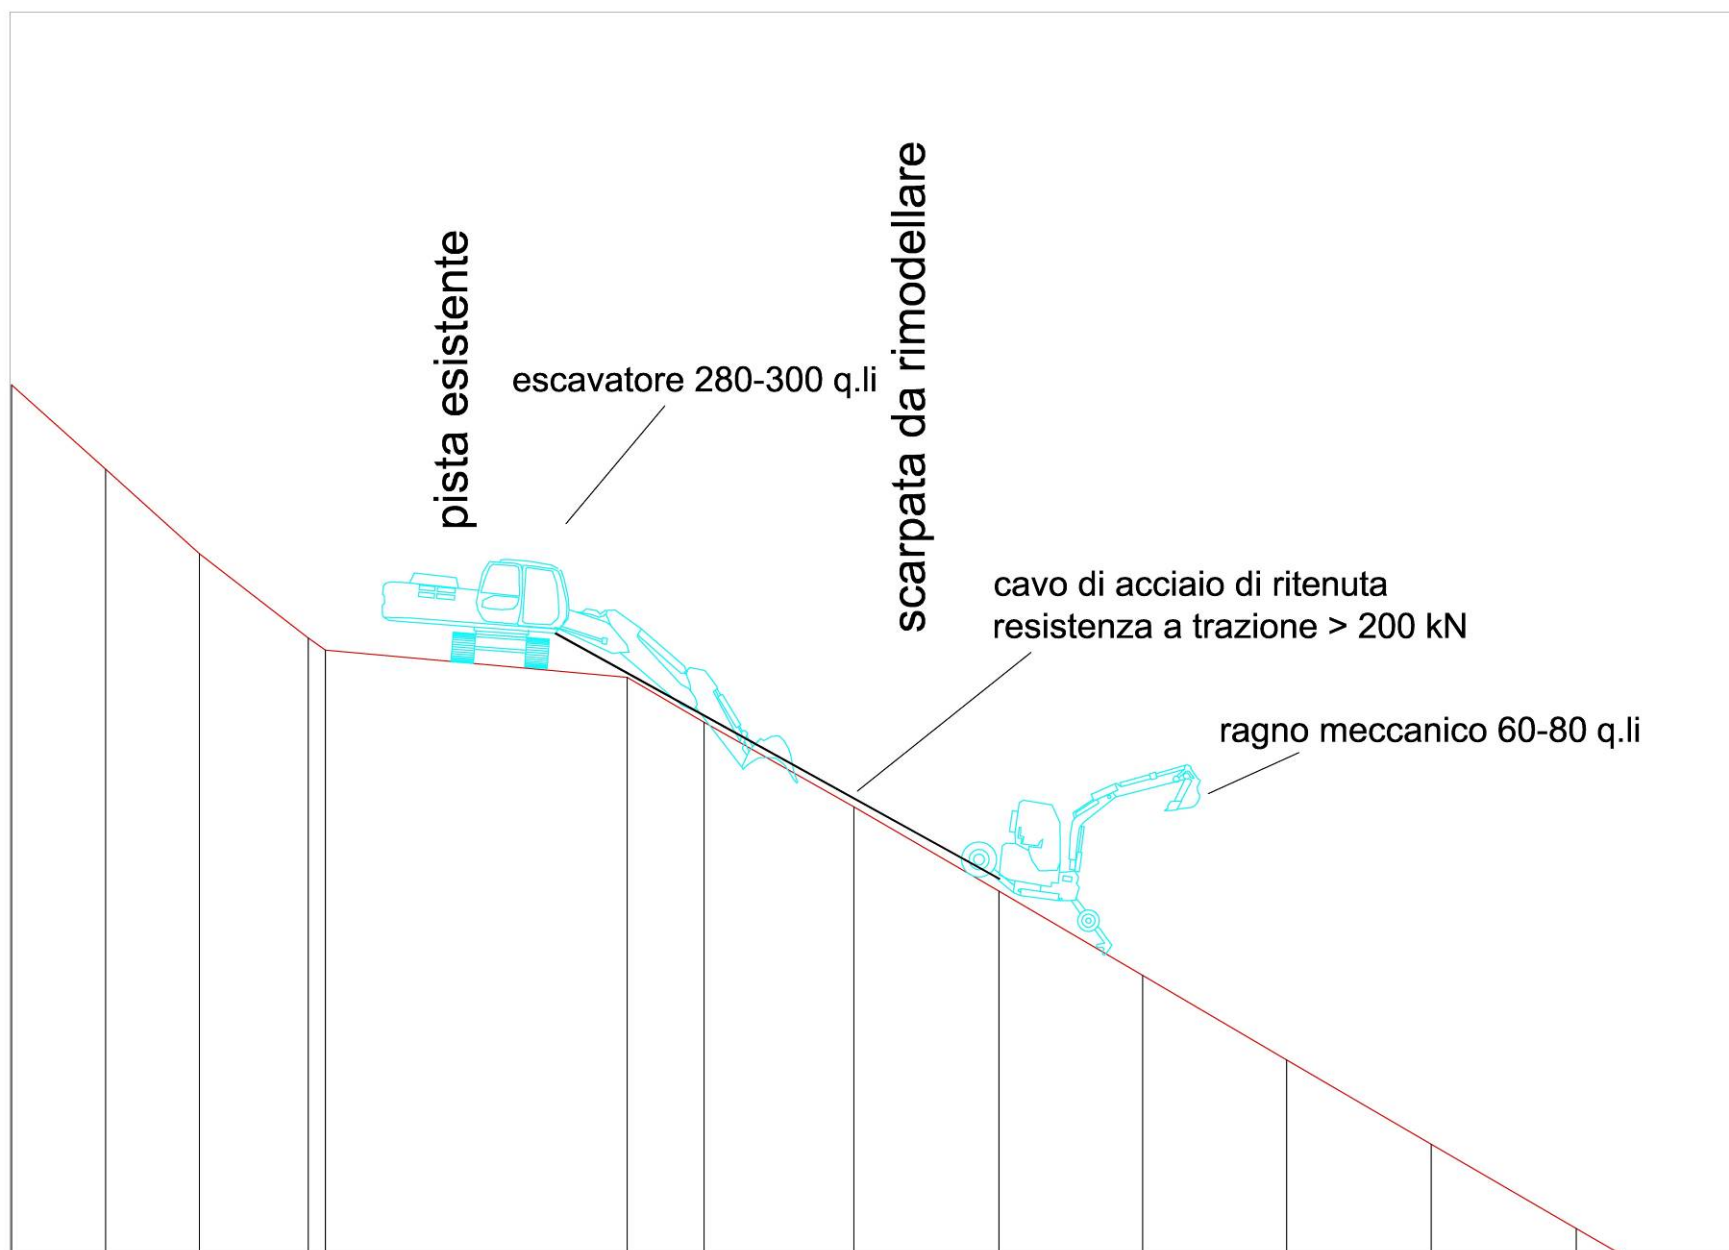 pista esistente
escavatore 280-300 q.li
scarpata da rimodellare
cavo di acciaio di ritenuta
resistenza a trazione > 200 kN
ragno meccanico 60-80 q.li